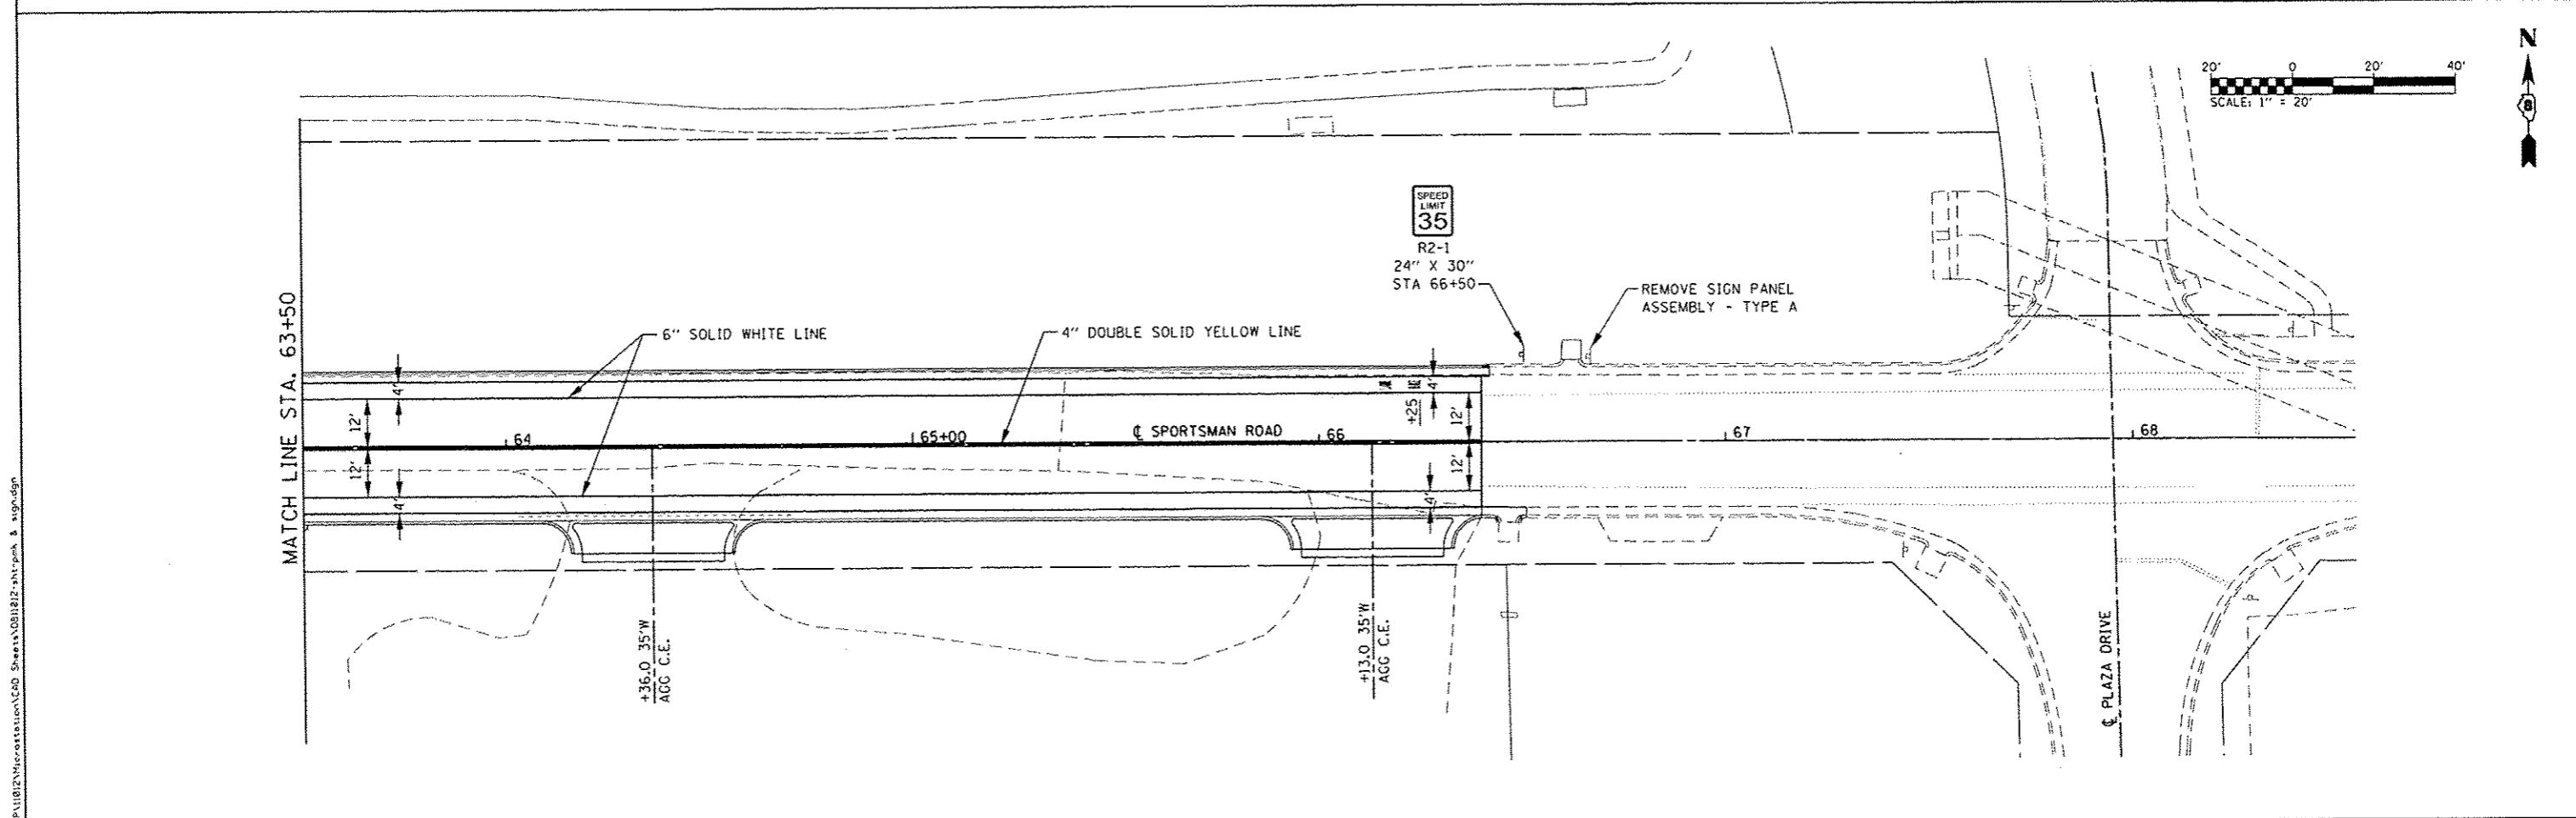 N
20' 0 20' 40'
SCALE: 1" = 20'
8
SPEED
LIMIT
35
R2-1
24" X 30"
STA 66+50
REMOVE SIGN PANEL
ASSEMBLY - TYPE A
MATCH LINE STA. 63+50
6" SOLID WHITE LINE
4" DOUBLE SOLID YELLOW LINE
4'
4'
+25
12'
12'
64
65+00
℄ SPORTSMAN ROAD
66
67
68
12'
12'
4'
4'
+36.0 35'W
AGG C.E.
+13.0 35'W
AGG C.E.
℄ PLAZA DRIVE